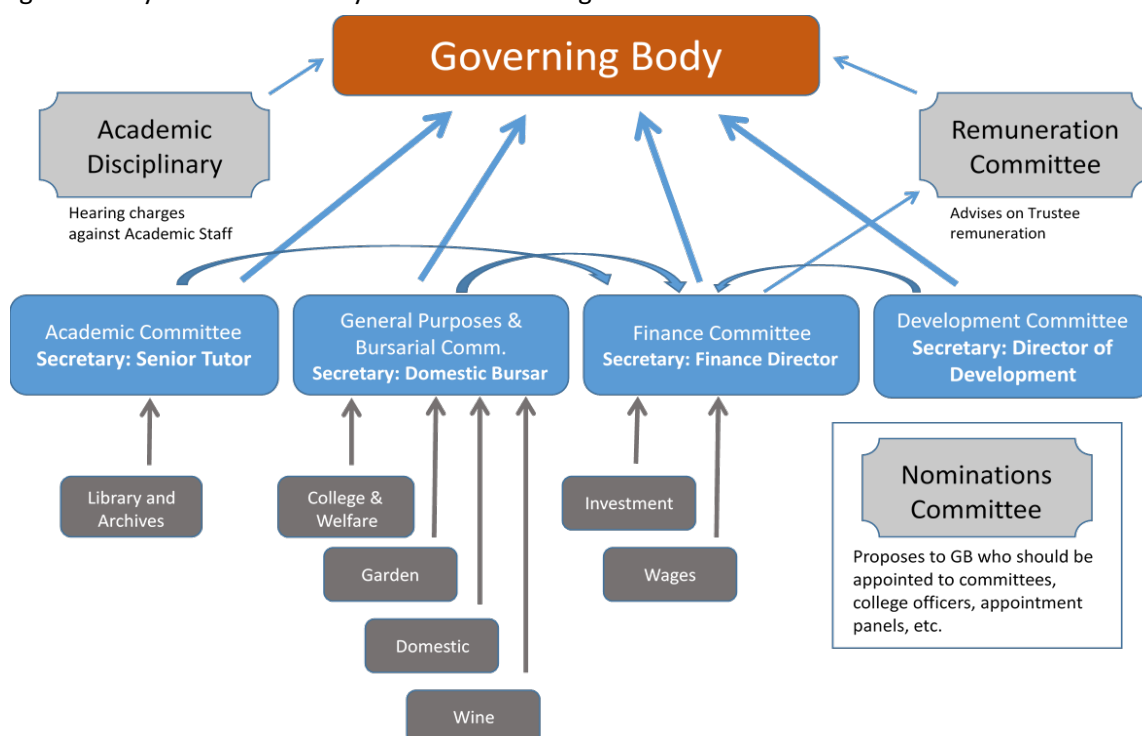 Governing Body
Academic
Disciplinary
Remuneration
Committee
Hearing charges
against Academic Staff
Advises on Trustee
remuneration
Academic Committee
Secretary: Senior Tutor
General Purposes &
Bursarial Comm.
Secretary: Domestic Bursar
Finance Committee
Secretary: Finance Director
Development Committee
Secretary: Director of
Development
Library and
Archives
College &
Welfare
Garden
Domestic
Wine
Investment
Wages
Nominations
Committee
Proposes to GB who should be
appointed to committees,
college officers, appointment
panels, etc.